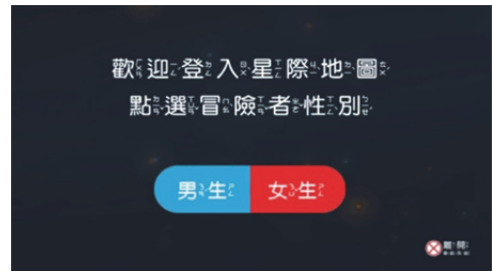 歡迎登入星際地圖
點選冒險者性別
男生 女生
離開